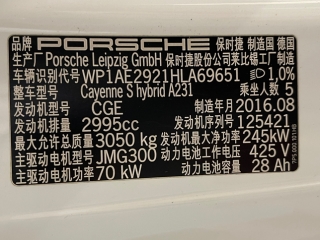 品牌 PORSCHE 保时捷 制造国 德国
生产厂 Porsche Leipzig GmbH 保时捷股份公司莱比锡工厂制造
车辆识别代号 WP1AE2921HLA69651 1,0%
整车型号 Cayenne S hybrid A231 乘坐人数 5
发动机型号 CGE 制造年月 2016.08
发动机排量 2995cc 发动机号 125421
最大允许总质量 3050 kg 发动机最大净功率 245kW
主驱动电机型号 JMG300 动力电池工作电压 425 V
主驱动电机功率 70 kW 动力电池容量 28 Ah